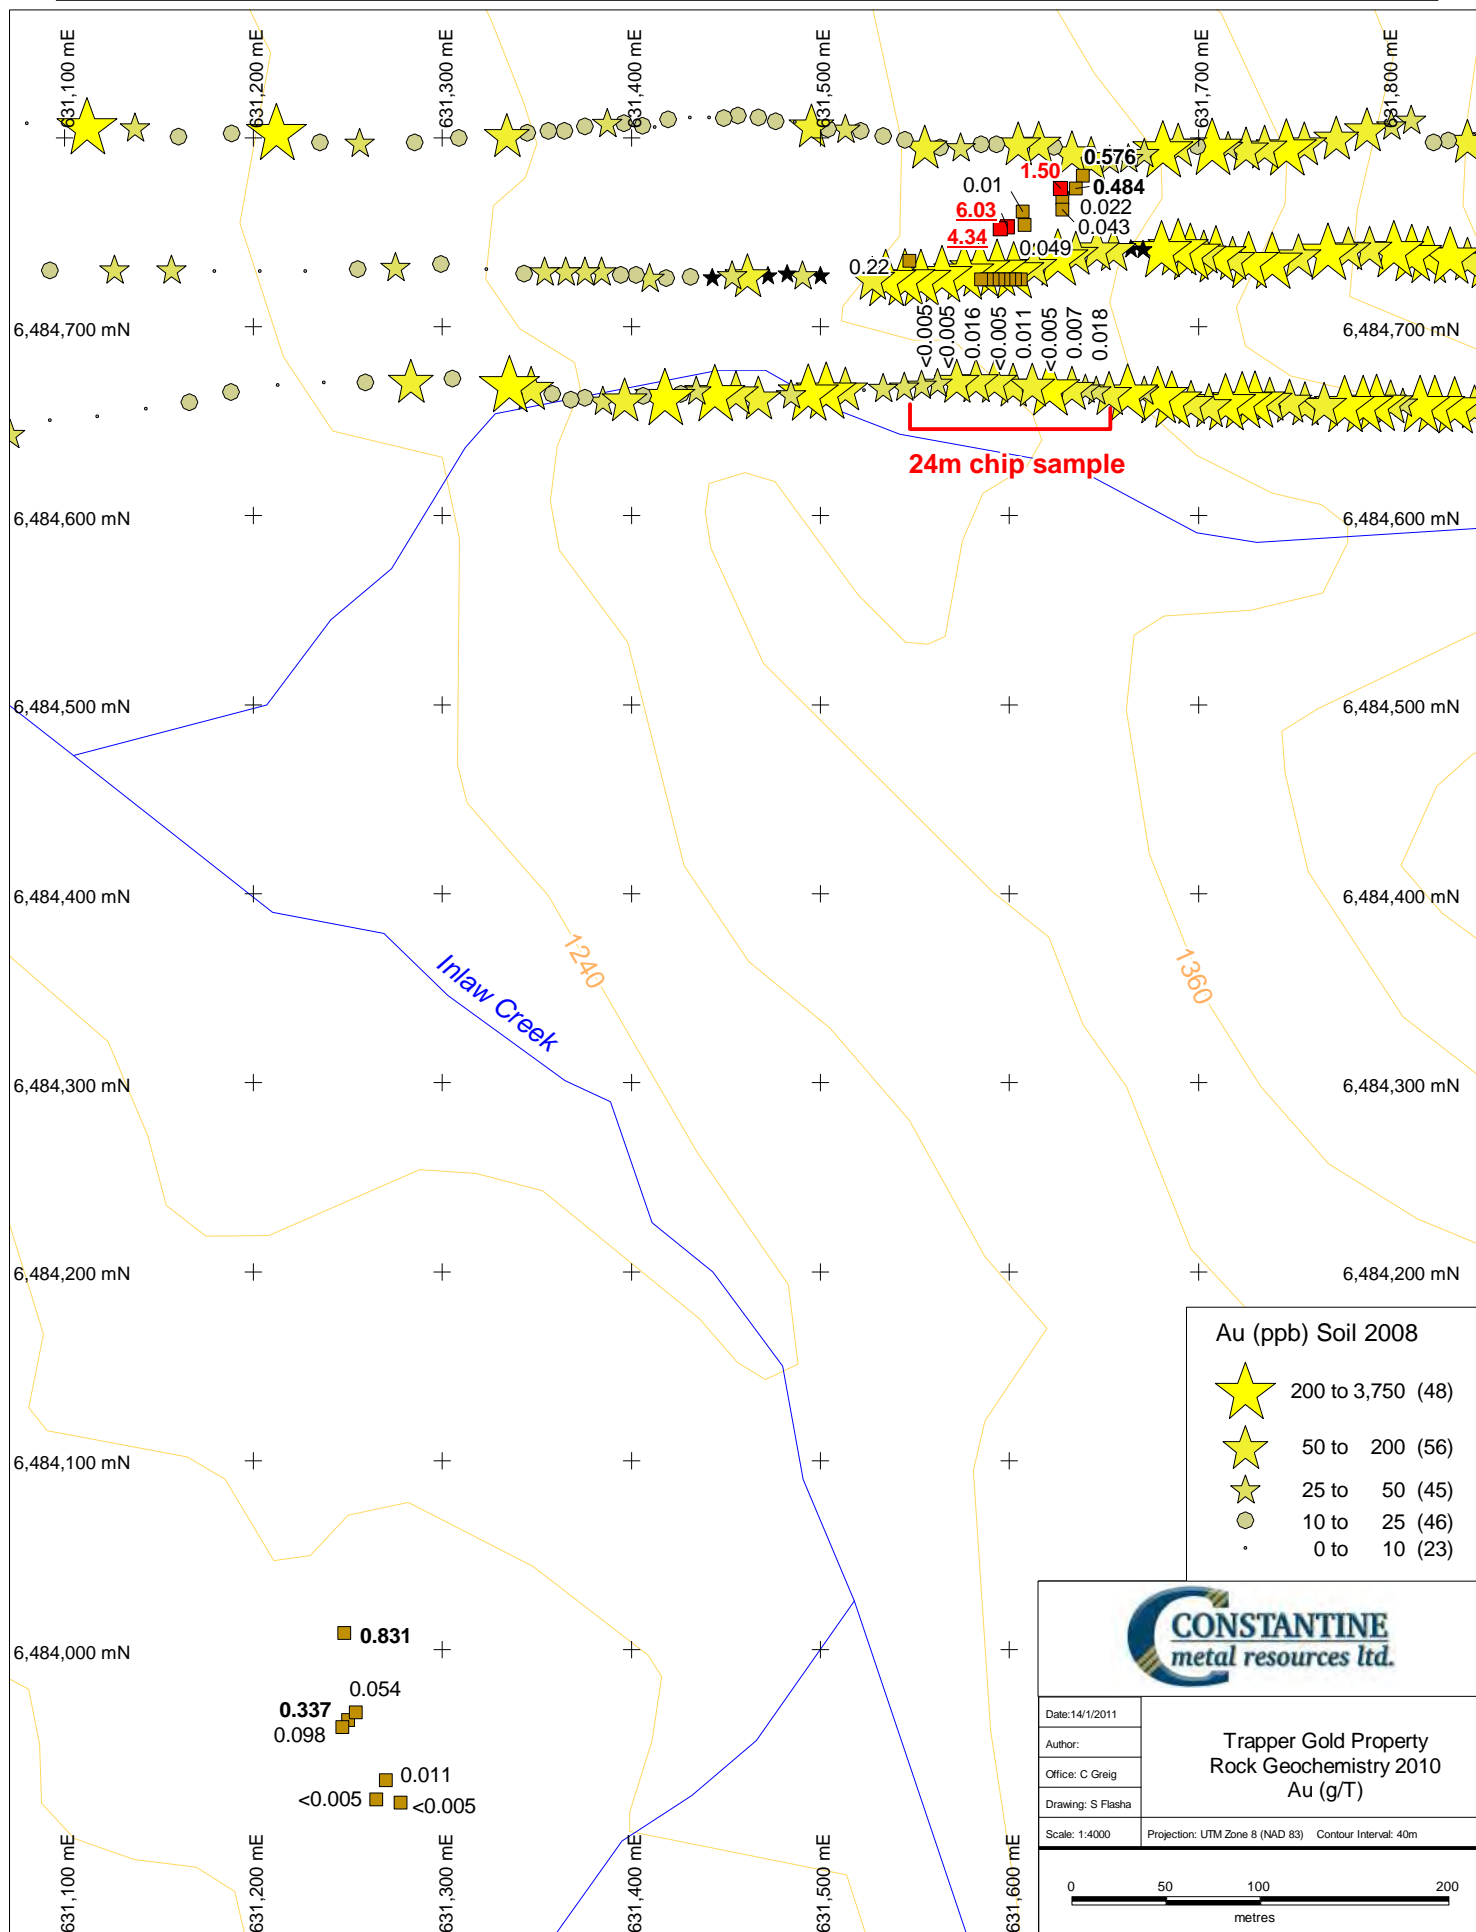 631,100 mE
631,200 mE
631,300 mE
631,400 mE
631,500 mE
631,700 mE
631,800 mE
0.576
1.50
0.484
0.01
0.022
6.03
0.043
4.34
0.049
0.22
6,484,700 mN
<0.005
<0.005
0.016
<0.005
0.011
<0.005
0.007
0.018
6,484,700 mN
24m chip sample
6,484,600 mN
6,484,600 mN
6,484,500 mN
6,484,500 mN
6,484,400 mN
6,484,400 mN
1240
1360
Inlaw Creek
6,484,300 mN
6,484,300 mN
6,484,200 mN
6,484,200 mN
Au (ppb) Soil 2008
200 to 3,750 (48)
50 to 200 (56)
25 to 50 (45)
10 to 25 (46)
0 to 10 (23)
6,484,100 mN
6,484,000 mN
0.831
0.054
0.337
0.098
0.011
<0.005
<0.005
CONSTANTINE
metal resources ltd.
Date:14/1/2011
Author:
Office: C Greig
Drawing: S Flasha
Scale: 1:4000
Trapper Gold Property
Rock Geochemistry 2010
Au (g/T)
Projection: UTM Zone 8 (NAD 83) Contour Interval: 40m
0 50 100 200
metres
631,100 mE
631,200 mE
631,300 mE
631,400 mE
631,500 mE
631,600 mE